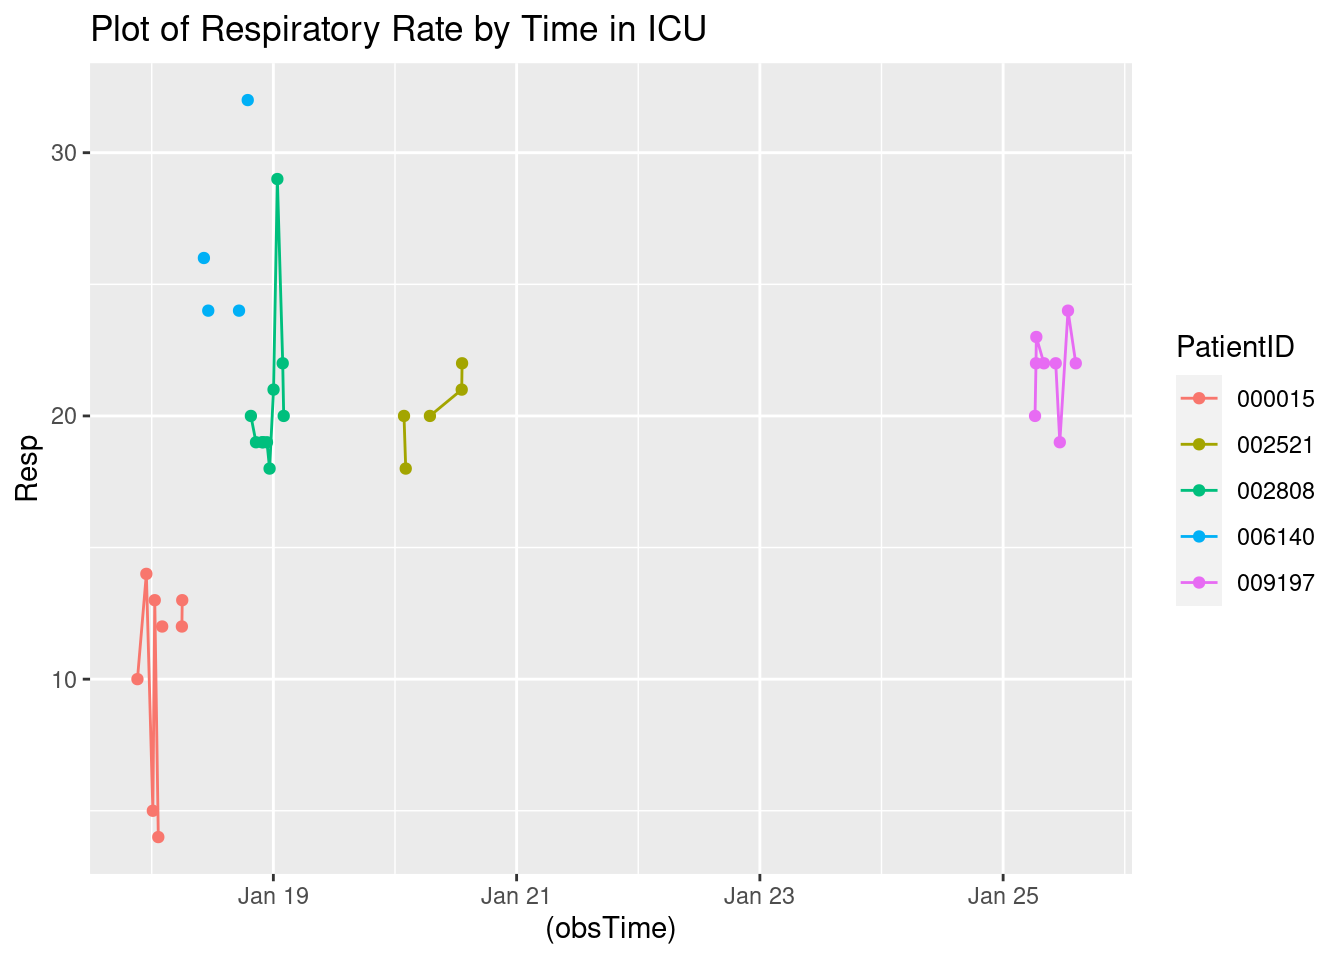 Plot of Respiratory Rate by Time in ICU
30
20
10
Resp
Jan 19
Jan 21
Jan 23
Jan 25
(obsTime)
PatientID
000015
002521
002808
006140
009197